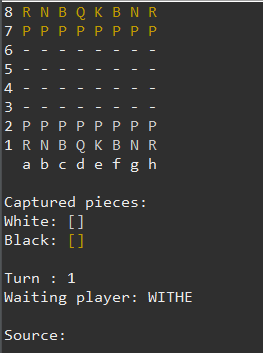 8 R N B Q K B N R
7 P P P P P P P P
6 - - - - - - - -
5 - - - - - - - -
4 - - - - - - - -
3 - - - - - - - -
2 P P P P P P P P
1 R N B Q K B N R
a b c d e f g h
Captured pieces:
White: []
Black: []
Turn : 1
Waiting player: WITHE
Source: